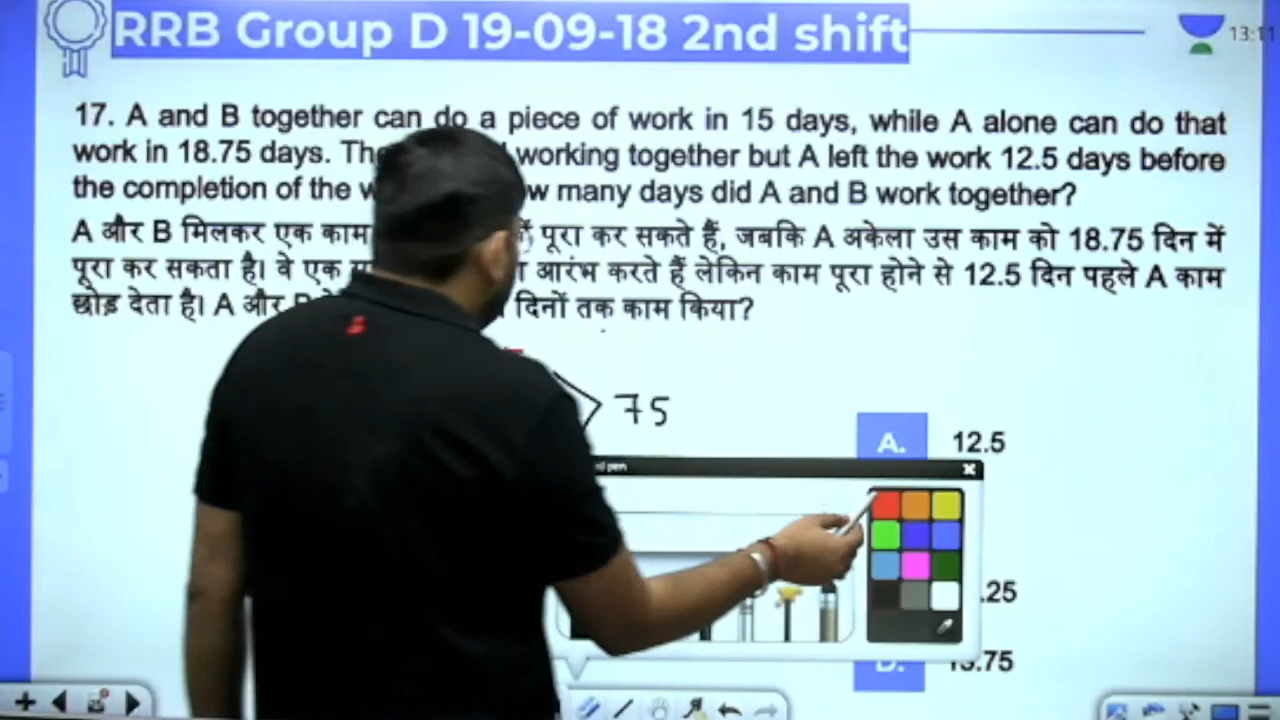 RRB Group D 19-09-18 2nd shift
17. A and B together can do a piece of work in 15 days, while A alone can do that
work in 18.75 days. working together but A left the work 12.5 days before
the completion of the many days did A and B work together?
A और B मिलकर एक काम पूरा कर सकते हैं, जबकि A अकेला उस काम को 18.75 दिन में
पूरा कर सकता है। वे एक आरंभ करते हैं लेकिन काम पूरा होने से 12.5 दिन पहले A काम
छोड़ देता है। A और दिनों तक काम किया?
75
A. 12.5
pen
.25
D. 13.75